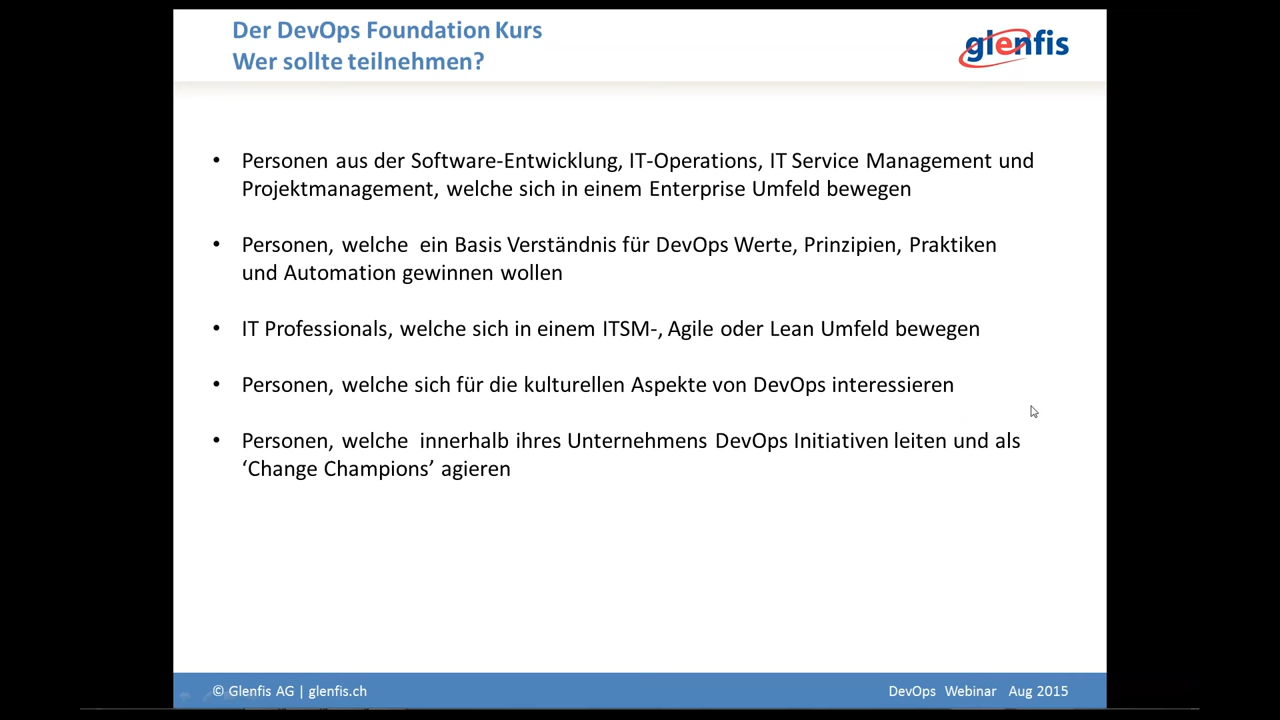 Der DevOps Foundation Kurs
Wer sollte teilnehmen?
glenfis
• Personen aus der Software-Entwicklung, IT-Operations, IT Service Management und
Projektmanagement, welche sich in einem Enterprise Umfeld bewegen
• Personen, welche  ein Basis Verständnis für DevOps Werte, Prinzipien, Praktiken
und Automation gewinnen wollen
• IT Professionals, welche sich in einem ITSM-, Agile oder Lean Umfeld bewegen
• Personen, welche sich für die kulturellen Aspekte von DevOps interessieren
• Personen, welche  innerhalb ihres Unternehmens DevOps Initiativen leiten und als
‘Change Champions’ agieren
© Glenfis AG | glenfis.ch
DevOps  Webinar   Aug 2015